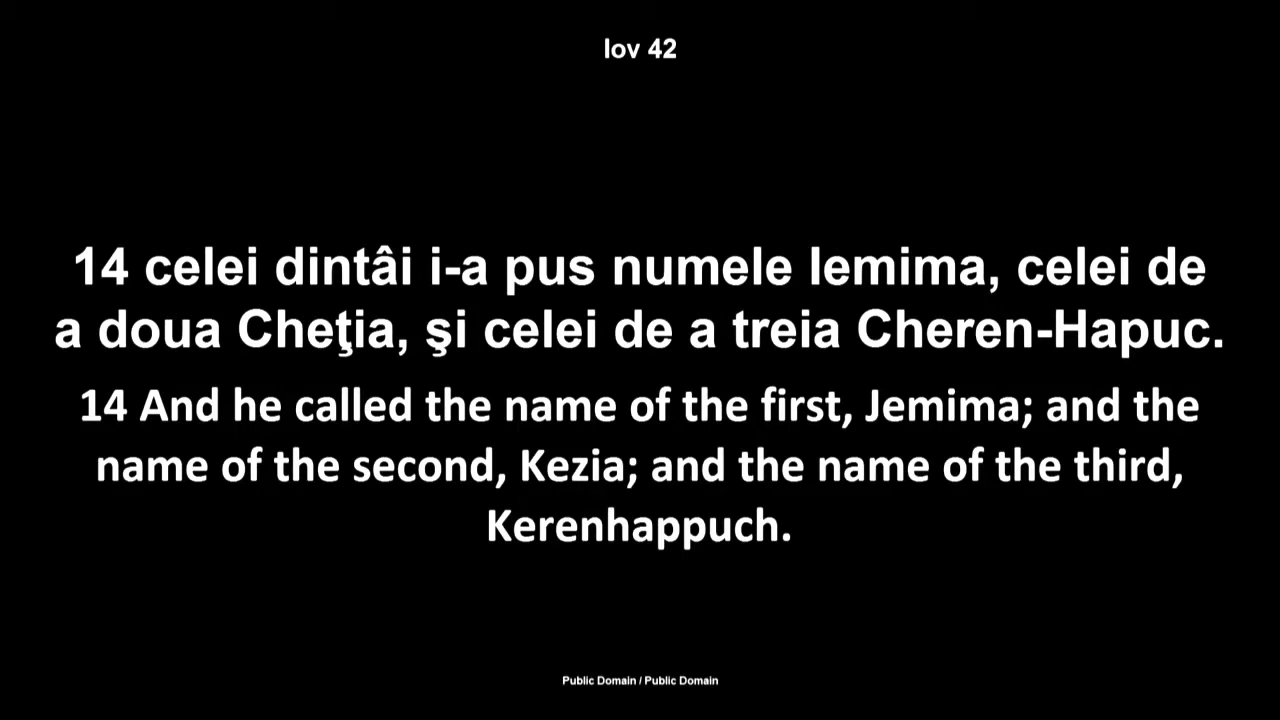 Iov 42
14 celei dintâi i-a pus numele Iemima, celei de
a doua Cheţia, şi celei de a treia Cheren-Hapuc.
14 And he called the name of the first, Jemima; and the
name of the second, Kezia; and the name of the third,
Kerenhappuch.
Public Domain / Public Domain